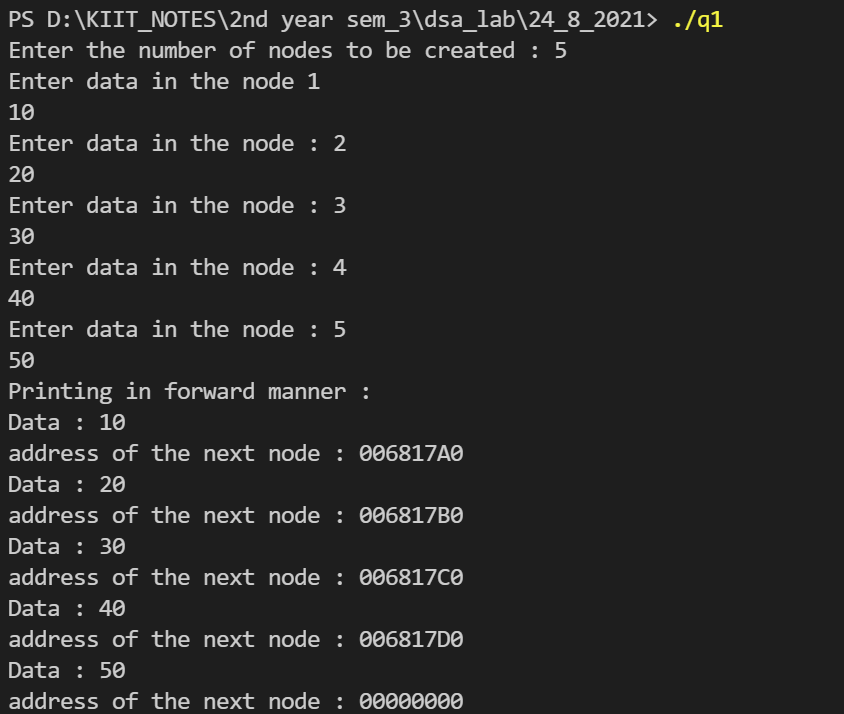 PS D:\KIIT_NOTES\2nd year sem_3\dsa_lab\24_8_2021> ./q1
Enter the number of nodes to be created : 5
Enter data in the node 1
10
Enter data in the node : 2
20
Enter data in the node : 3
30
Enter data in the node : 4
40
Enter data in the node : 5
50
Printing in forward manner :
Data : 10
address of the next node : 006817A0
Data : 20
address of the next node : 006817B0
Data : 30
address of the next node : 006817C0
Data : 40
address of the next node : 006817D0
Data : 50
address of the next node : 00000000